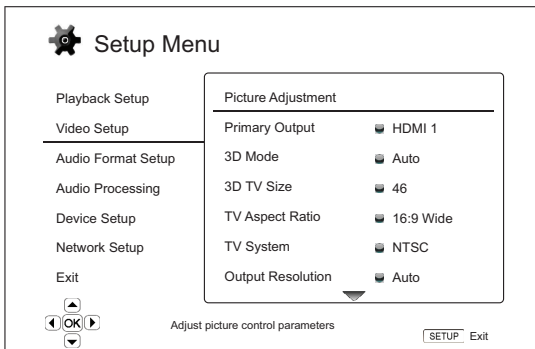 Setup Menu
Playback Setup
Video Setup
Audio Format Setup
Audio Processing
Device Setup
Network Setup
Exit
Picture Adjustment
Primary Output HDMI 1
3D Mode Auto
3D TV Size 46
TV Aspect Ratio 16:9 Wide
TV System NTSC
Output Resolution Auto
OK
Adjust picture control parameters
SETUP Exit